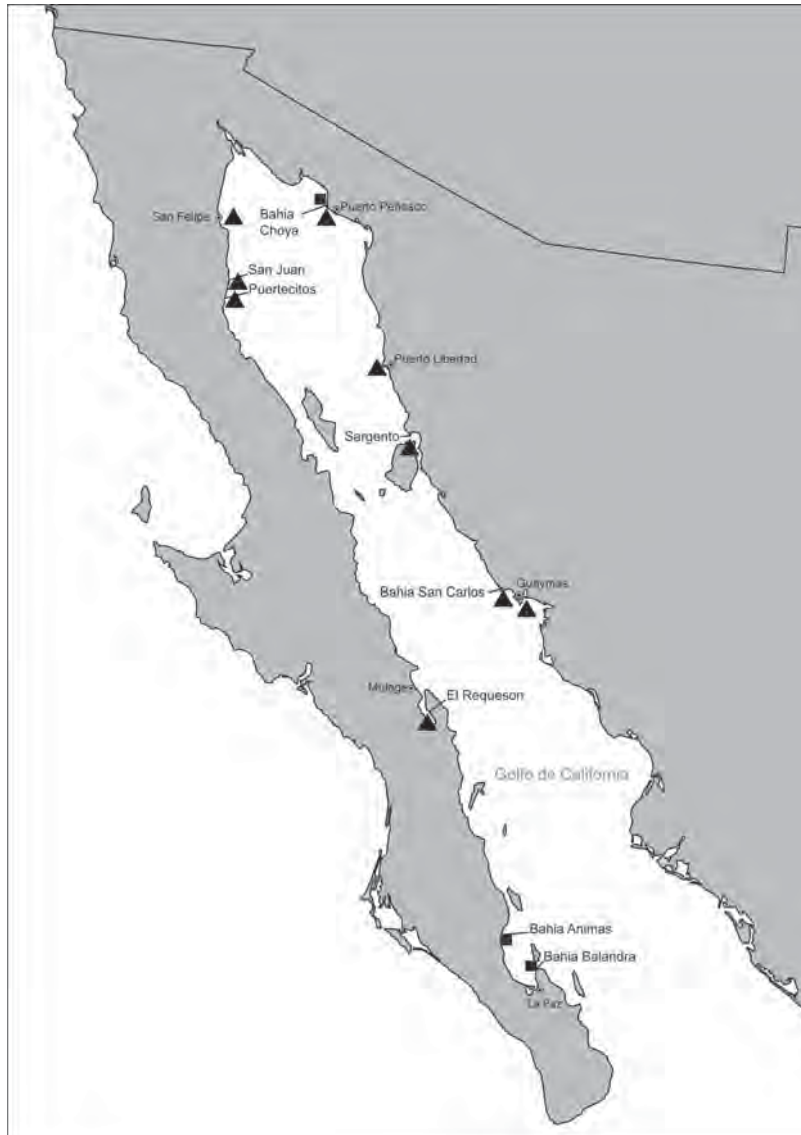 San Felipe
Bahia
Choya
Puerto Peñasco
San Juan
Puertecitos
Puerto Libertad
Sargento
Bahia San Carlos
Guaymas
Mulege
El Requeson
Golfo de California
Bahia Animas
Bahia Balandra
La Paz